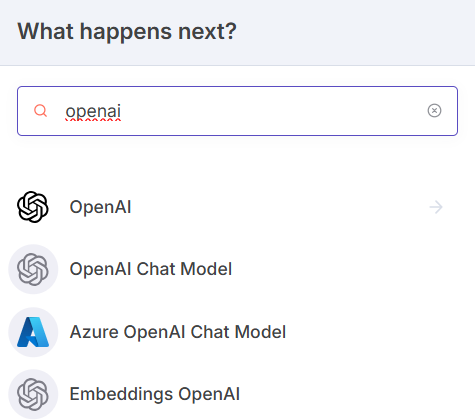 What happens next?
openai
OpenAI
OpenAI Chat Model
Azure OpenAI Chat Model
Embeddings OpenAI